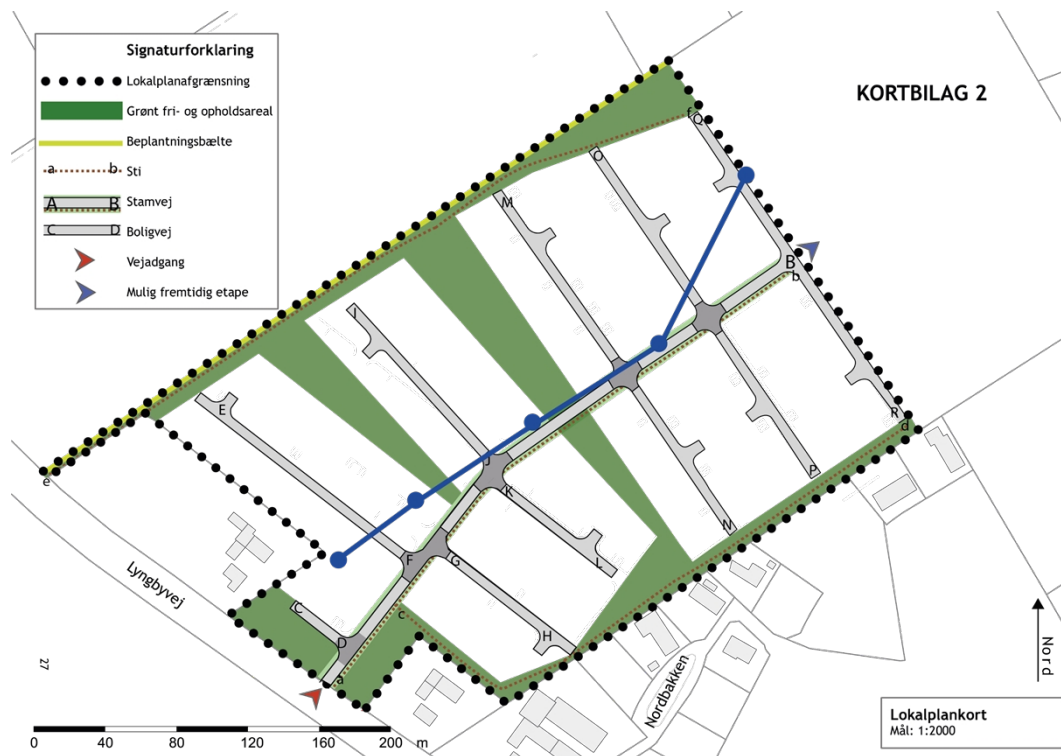 Signaturforklaring
Lokalplanafgrænsning
Grønt fri- og opholdsareal
Beplantningsbælte
a b Sti
A B Stamvej
C D Boligvej
Vejadgang
Mulig fremtidig etape
KORTBILAG 2
f Q
O
M
B
b
I
E
R
d
J
K
e
P
N
F
G
L
Lyngbyvej
C
c
D
H
a
27
Nordbakken
Nord
0 40 80 120 160 200 m
Lokalplankort
Mål: 1:2000